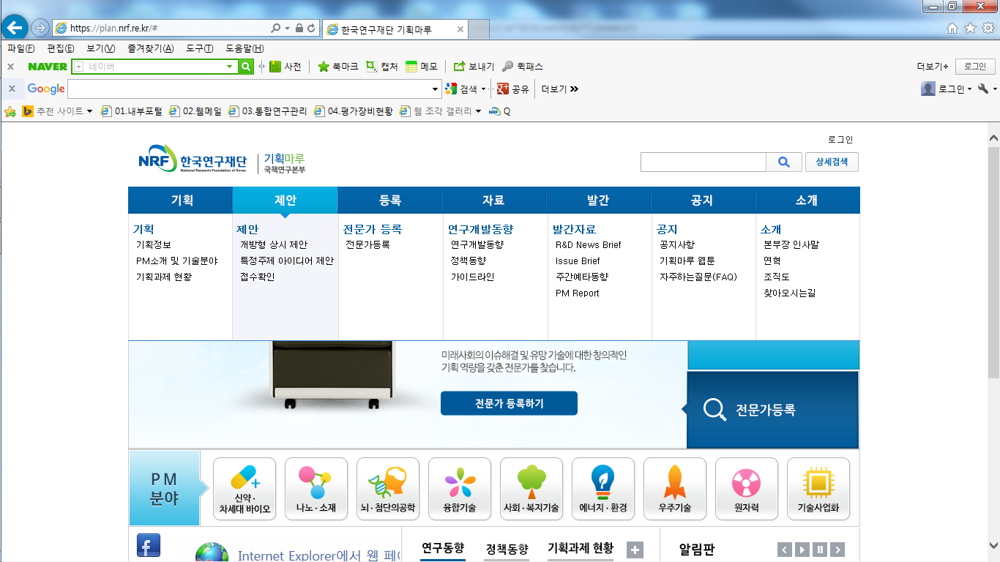 https://plan.nrf.re.kr/#
한국연구재단 기획마루
파일(F) 편집(E) 보기(V) 즐겨찾기(A) 도구(T) 도움말(H)
NAVER 네이버 사전 북마크 캡처 메모 보내기 퀵패스 더보기+ 로그인
Google 검색 공유 더보기 로그인
추천 사이트 01.내부포털 02.웹메일 03.통합연구관리 04.평가장비현황 웹 조각 갤러리 NRF Q
로그인
NRF 한국연구재단 기획마루
National Research Foundation of Korea 국책연구본부
상세검색
기획 제안 등록 자료 발간 공지 소개
기획 제안 전문가 등록 연구개발동향 발간자료 공지 소개
기획정보 개방형 상시 제안 전문가등록 연구개발동향 R&D News Brief 공지사항 본부장 인사말
PM소개 및 기술분야 특정주제 아이디어 제안 정책동향 Issue Brief 기획마루 웹툰 연혁
기획과제 현황 접수확인 가이드라인 주간예타동향 자주하는질문(FAQ) 조직도
PM Report 찾아오시는길
미래사회의 이슈해결 및 유망 기술에 대한 창의적인
기획 역량을 갖춘 전문가를 찾습니다.
전문가 등록하기
전문가등록
PM
분야
신약·
차세대 바이오
나노·소재
뇌·첨단의공학
융합기술
사회·복지기술
에너지·환경
우주기술
원자력
기술사업화
Internet Explorer에서 웹 페이
연구동향 정책동향 기획과제 현황
알림판